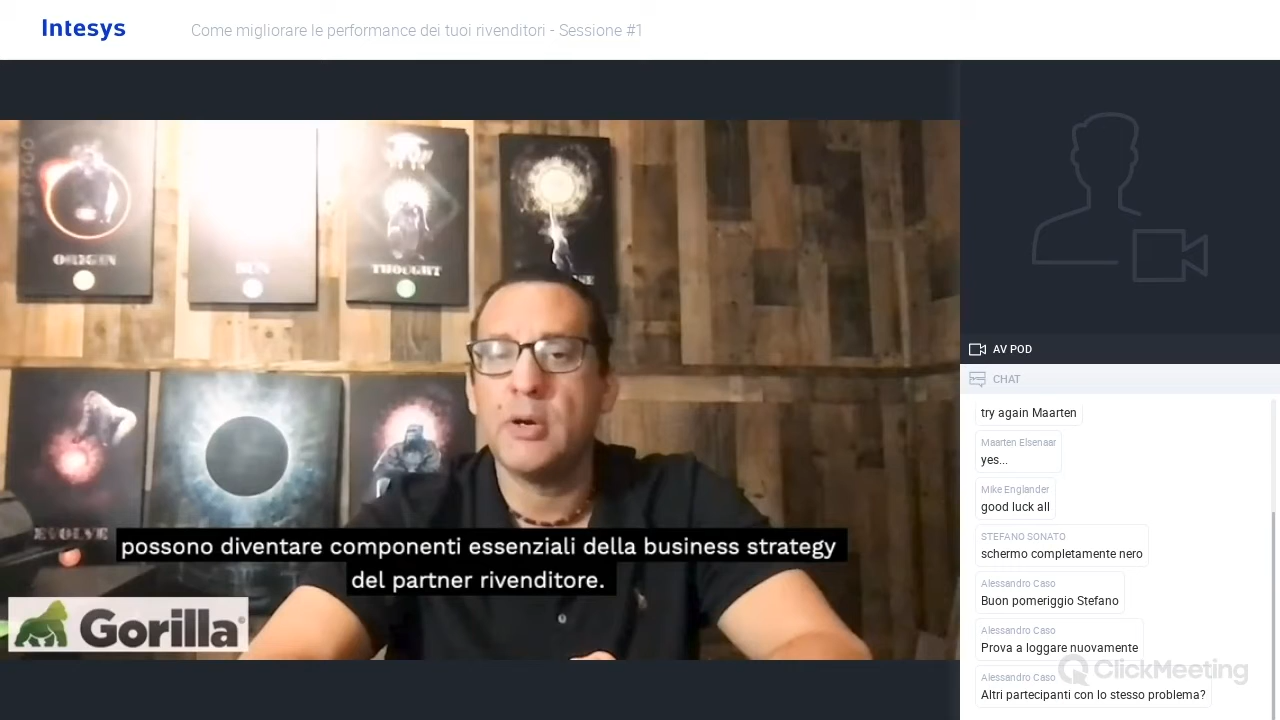 Intesys
Come migliorare le performance dei tuoi rivenditori - Sessione #1
ORIGIN
THOUGHT
EVOLVE
possono diventare componenti essenziali della business strategy
del partner rivenditore.
Gorilla®
AV POD
CHAT
try again Maarten
Maarten Elsenaar
yes...
Mike Englander
good luck all
STEFANO SONATO
schermo completamente nero
Alessandro Caso
Buon pomeriggio Stefano
Alessandro Caso
Prova a loggare nuovamente
Alessandro Caso
Altri partecipanti con lo stesso problema?
ClickMeeting